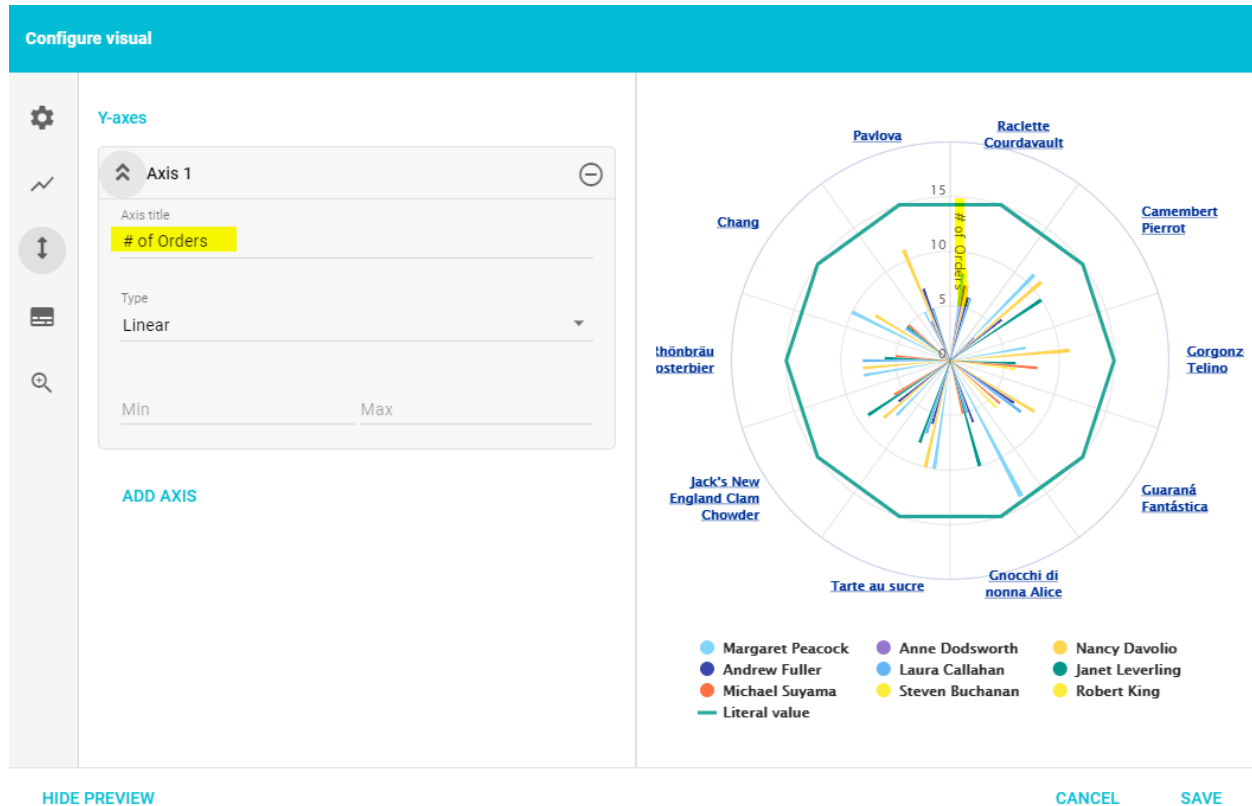 Configure visual
Y-axes
Axis 1
Axis title
# of Orders
Type
Linear
Min
Max
ADD AXIS
Pavlova
Raclette
Courdavault
Camembert
Pierrot
Chang
15
# of Orders
10
5
0
hönbräu
osterbier
Gorgonz
Telino
Jack's New
England Clam
Chowder
Guaraná
Fantástica
Tarte au sucre
Gnocchi di
nonna Alice
Margaret Peacock
Anne Dodsworth
Nancy Davolio
Andrew Fuller
Laura Callahan
Janet Leverling
Michael Suyama
Steven Buchanan
Robert King
Literal value
HIDE PREVIEW
CANCEL
SAVE